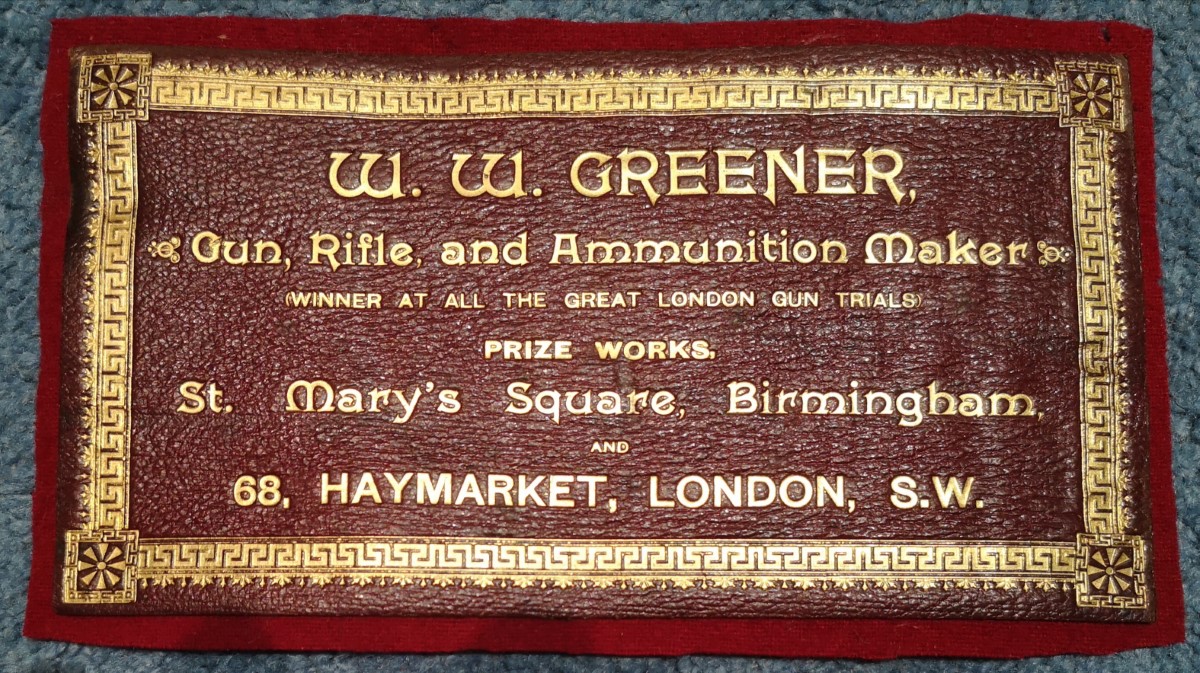 W. W. GREENER,
Gun, Rifle, and Ammunition Maker
(WINNER AT ALL THE GREAT LONDON GUN TRIALS)
PRIZE WORKS,
St. Mary's Square, Birmingham,
AND
68, HAYMARKET, LONDON, S.W.